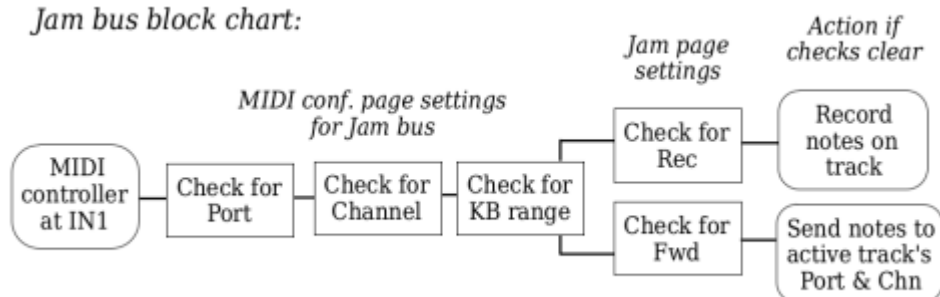 Jam bus block chart:
Action if
checks clear
Jam page
settings
MIDI conf. page settings
for Jam bus
MIDI
controller
at IN1
Check for
Port
Check for
Channel
Check for
KB range
Check for
Rec
Record
notes on
track
Check for
Fwd
Send notes to
active track's
Port & Chn